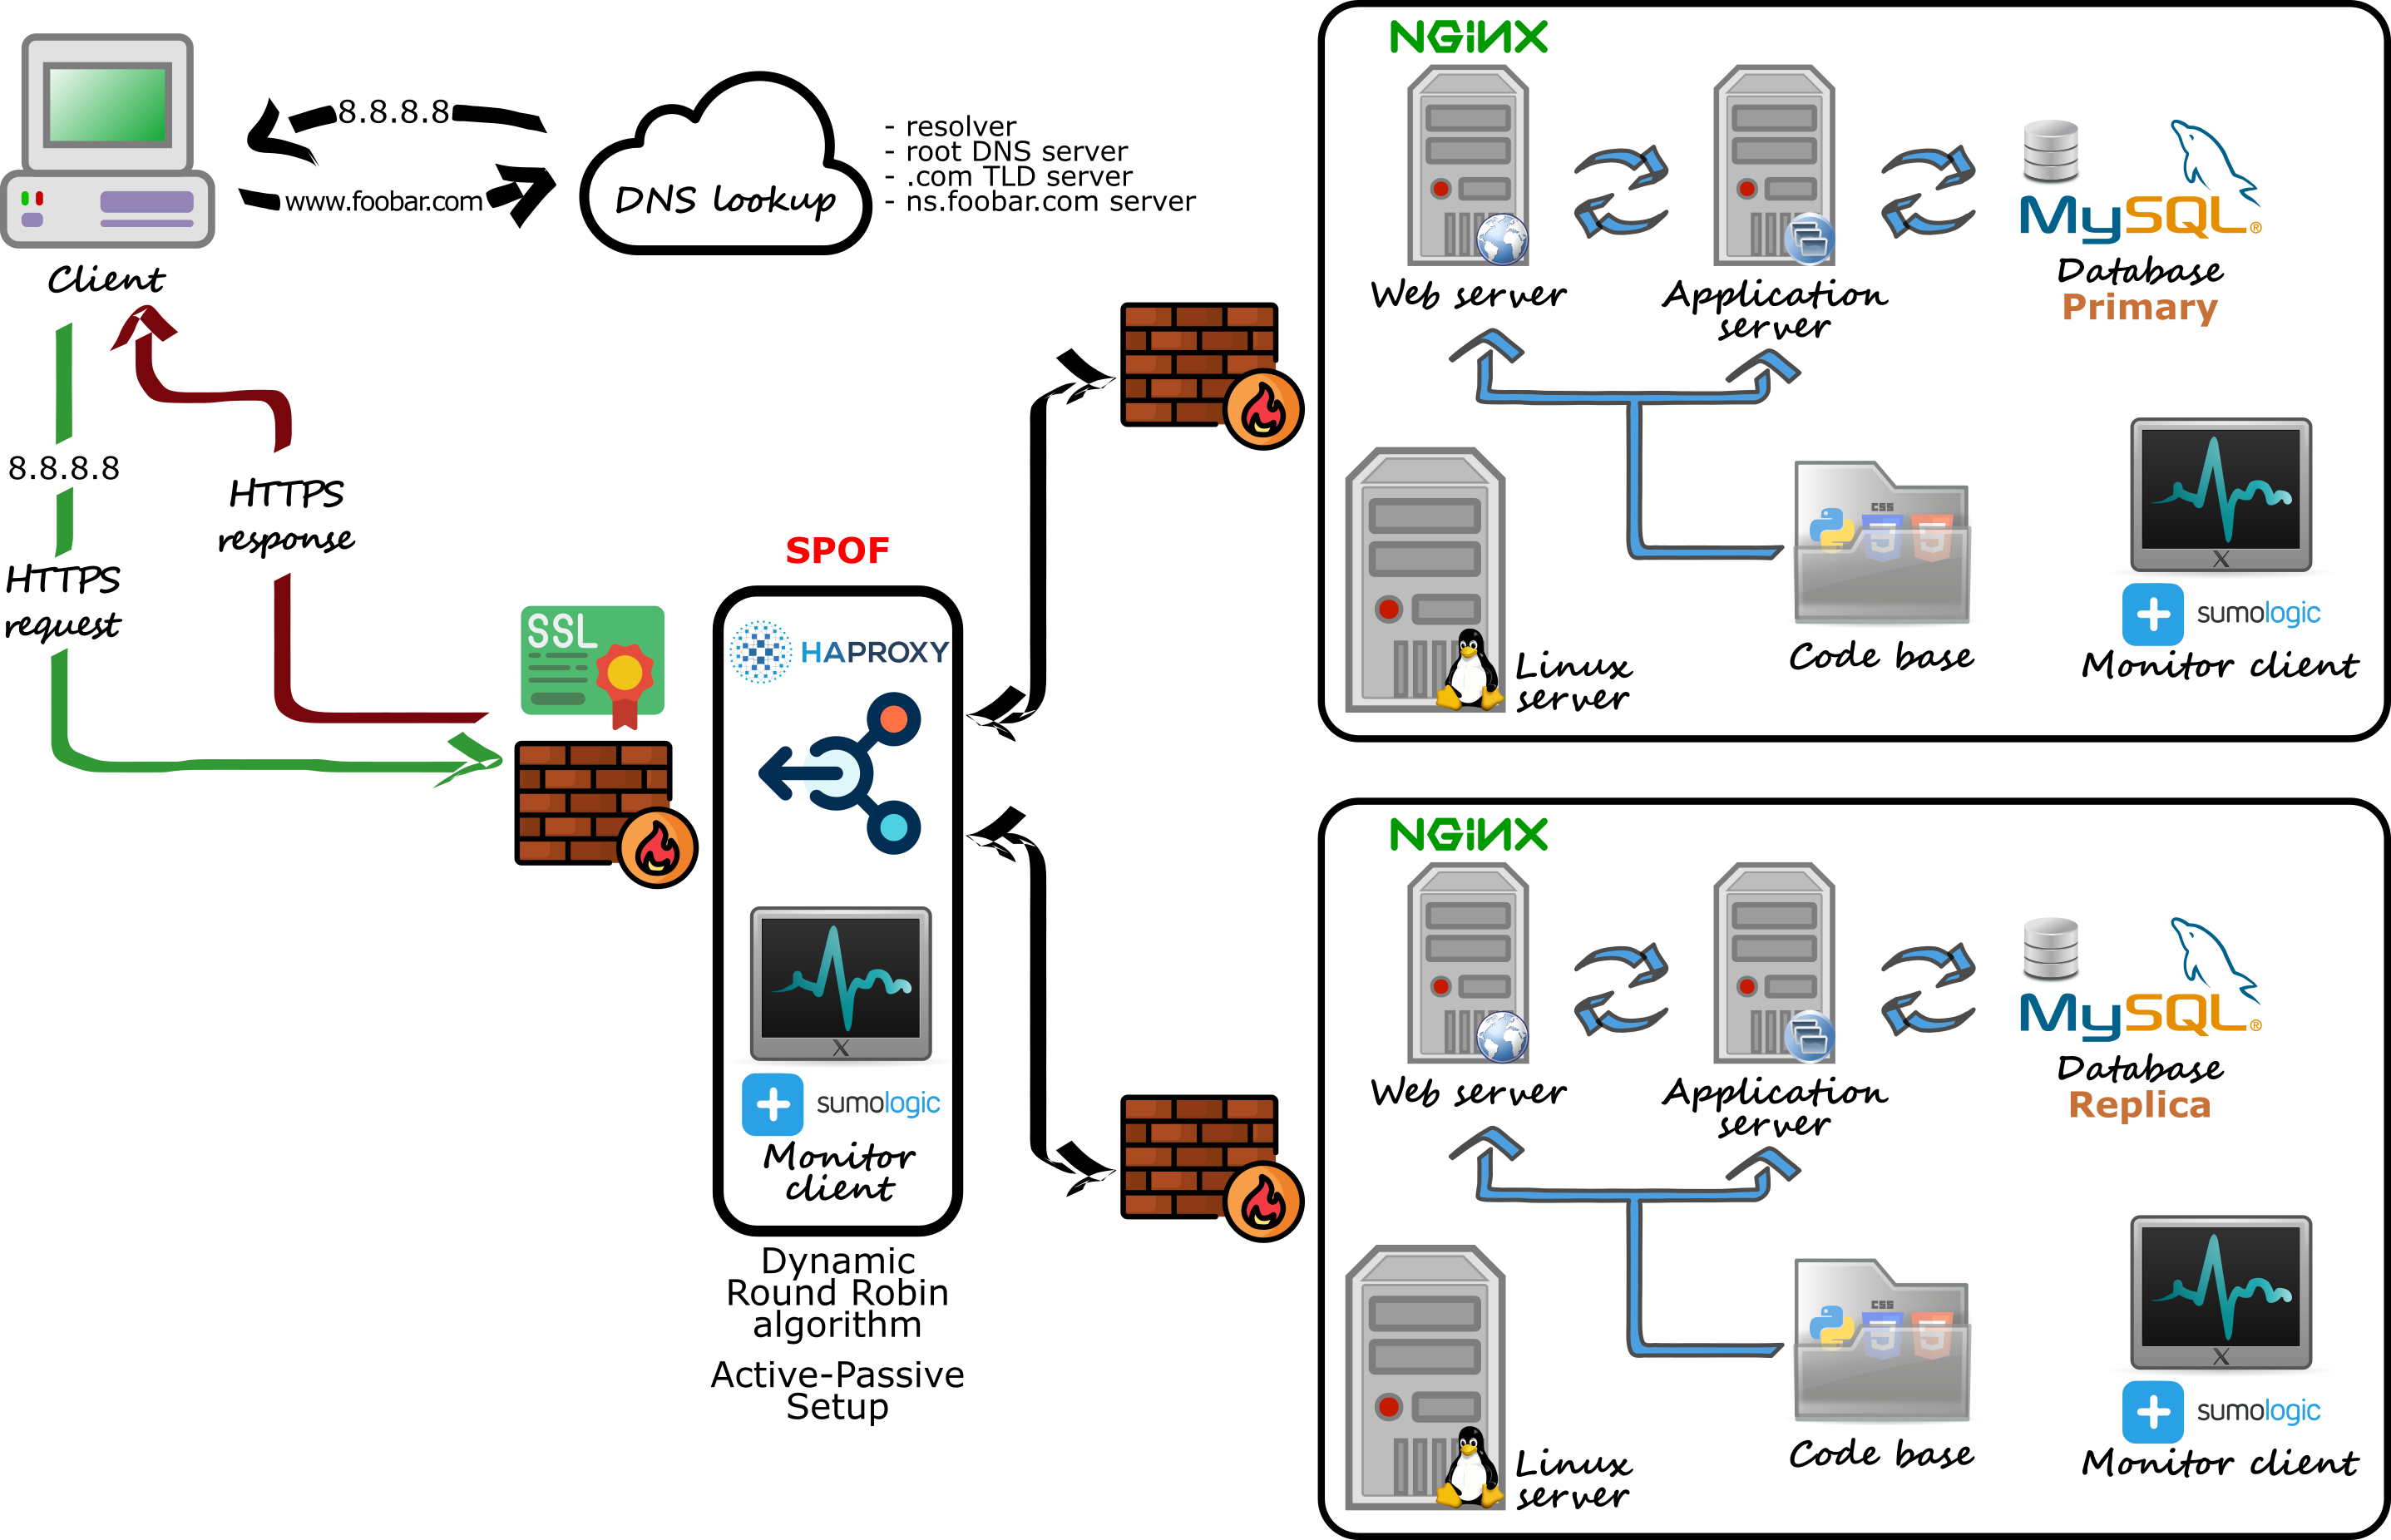 8.8.8.8
www.foobar.com
Client
DNS lookup
- resolver
- root DNS server
- .com TLD server
- ns.foobar.com server
8.8.8.8
HTTPS
request
HTTPS
response
SSL
SPOF
HAPROXY
X
sumologic
Monitor
client
Dynamic
Round Robin
algorithm
Active-Passive
Setup
NGINX
Web server
Application
server
MySQL®
Database
Primary
Linux
server
CSS
Code base
X
sumologic
Monitor client
NGINX
Web server
Application
server
MySQL®
Database
Replica
Linux
server
CSS
Code base
X
sumologic
Monitor client